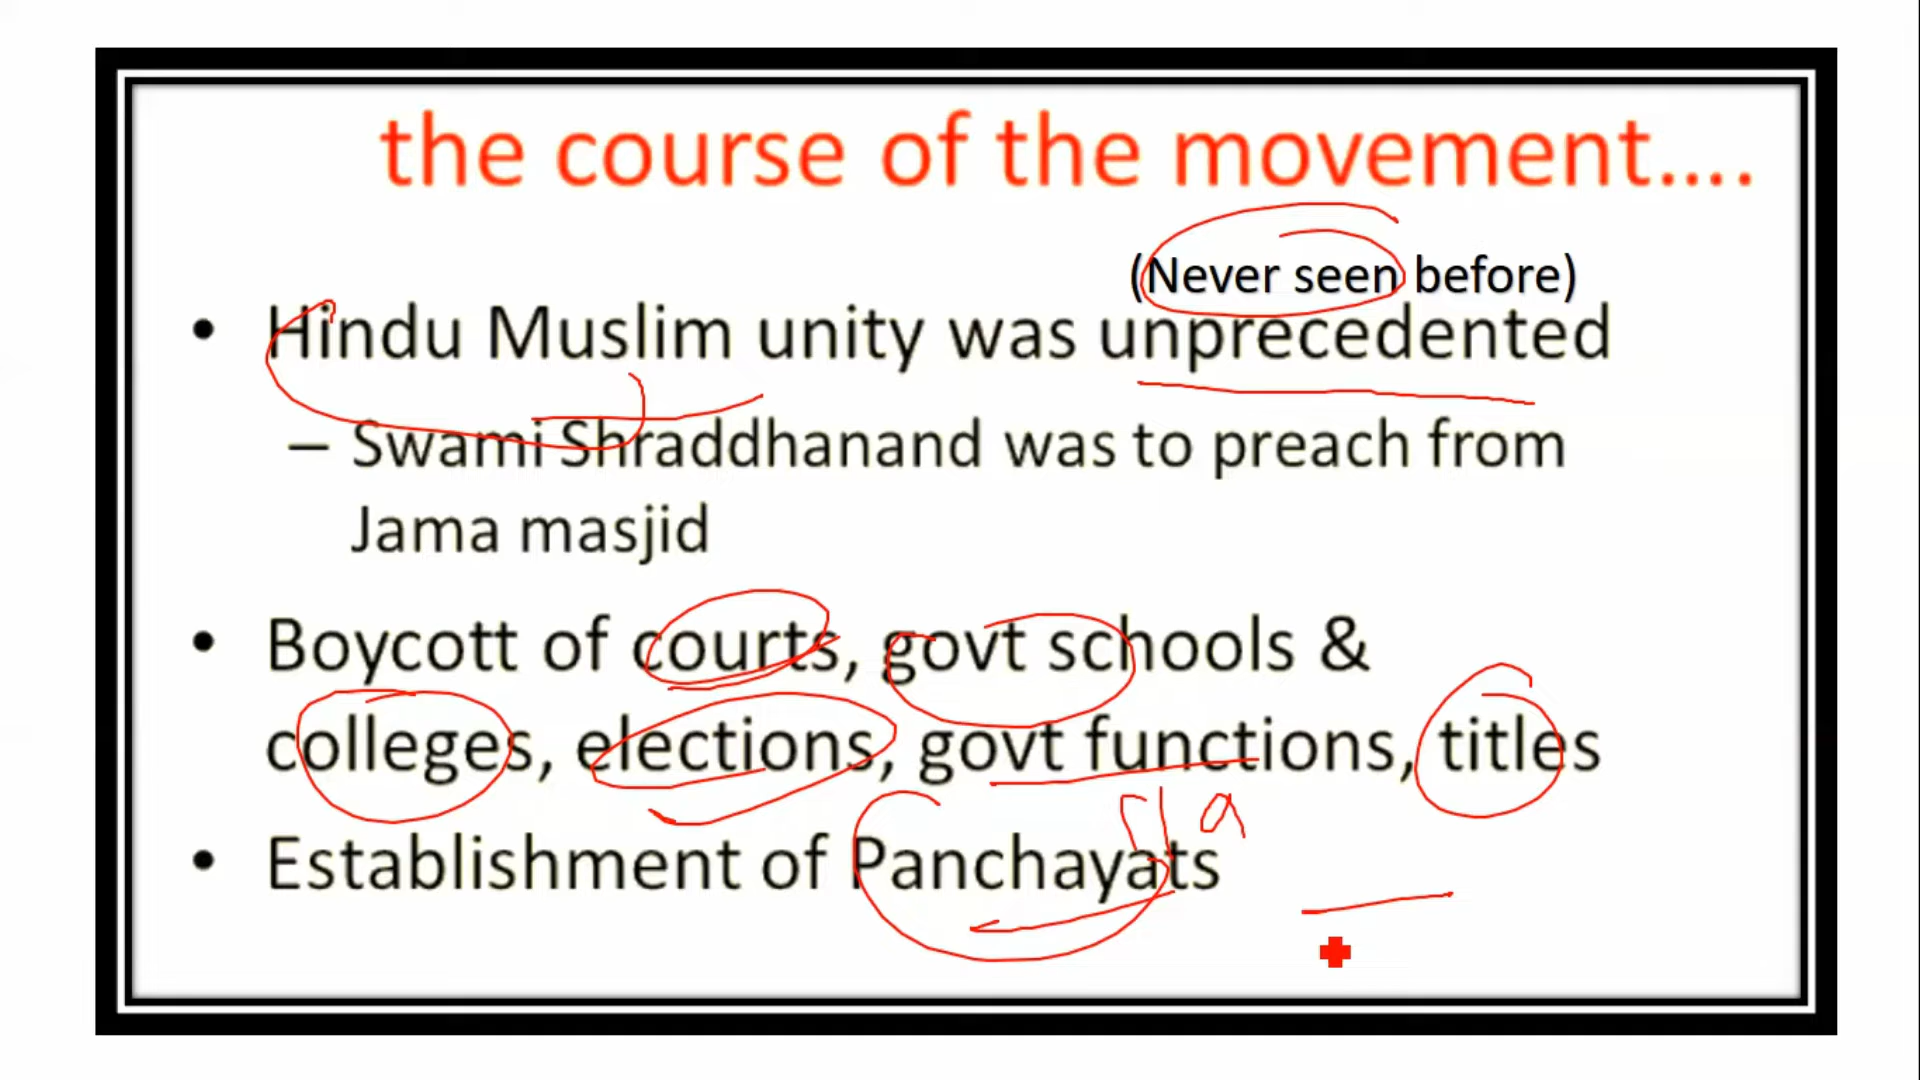 the course of the movement....
(Never seen before)
• Hindu Muslim unity was unprecedented
– Swami Shraddhanand was to preach from
Jama masjid
• Boycott of courts, govt schools &
colleges, elections, govt functions, titles
• Establishment of Panchayats